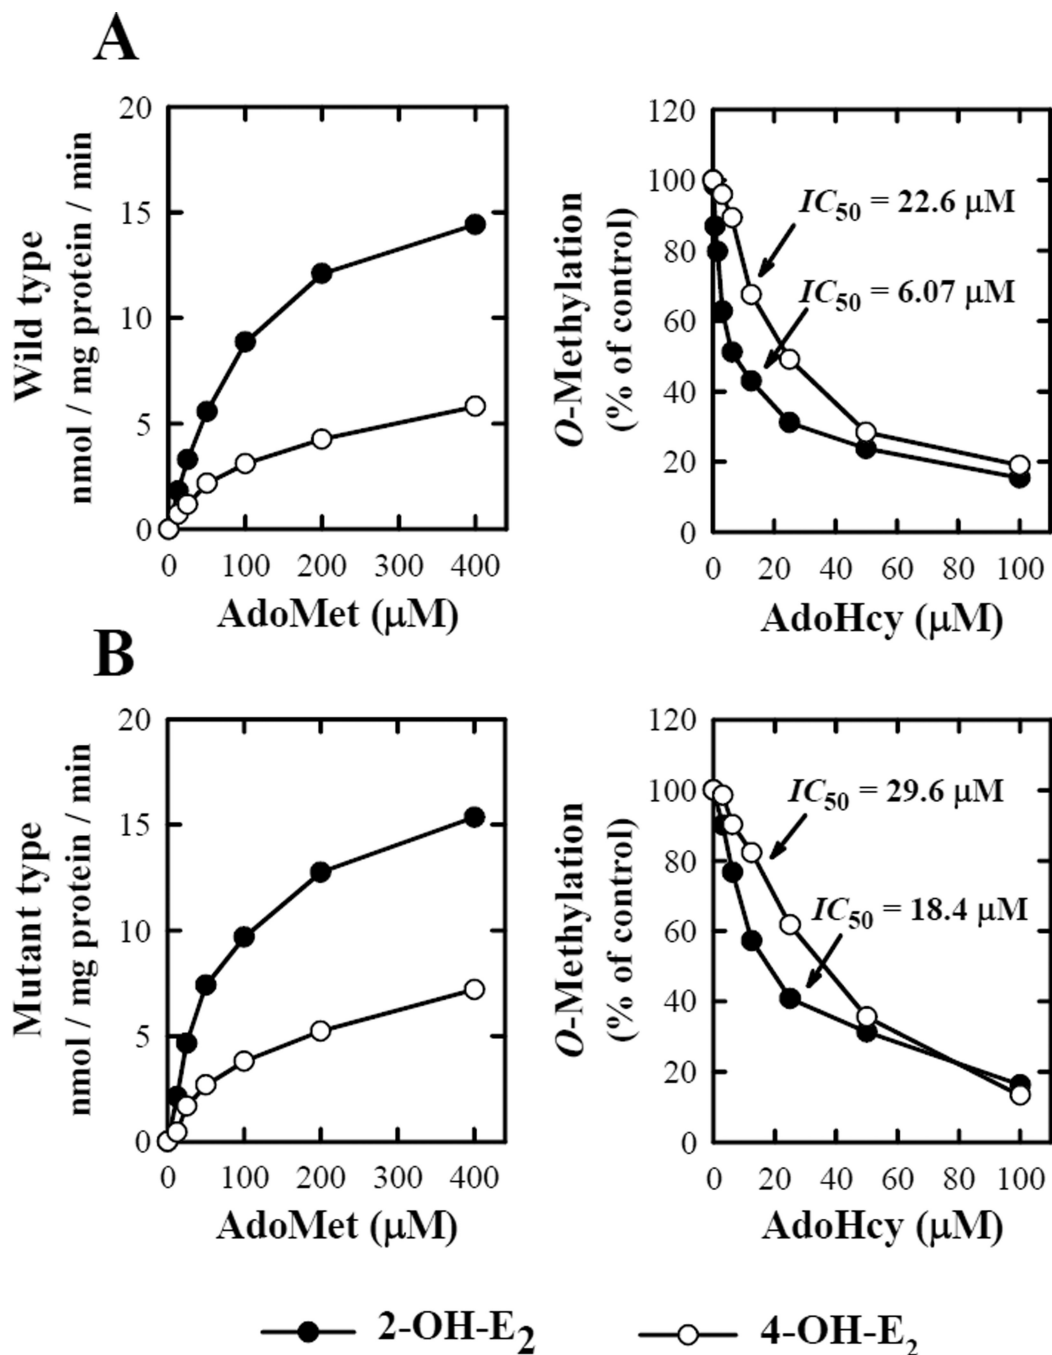 A
Wild type
nmol / mg protein / min
20
15
10
5
0
0 100 200 300 400
AdoMet (μM)
O-Methylation
(% of control)
120
100
80
60
40
20
0
IC50 = 22.6 μM
IC50 = 6.07 μM
0 20 40 60 80 100
AdoHcy (μM)
B
Mutant type
nmol / mg protein / min
20
15
10
5
0
0 100 200 300 400
AdoMet (μM)
O-Methylation
(% of control)
120
100
80
60
40
20
0
IC50 = 29.6 μM
IC50 = 18.4 μM
0 20 40 60 80 100
AdoHcy (μM)
2-OH-E2 4-OH-E2